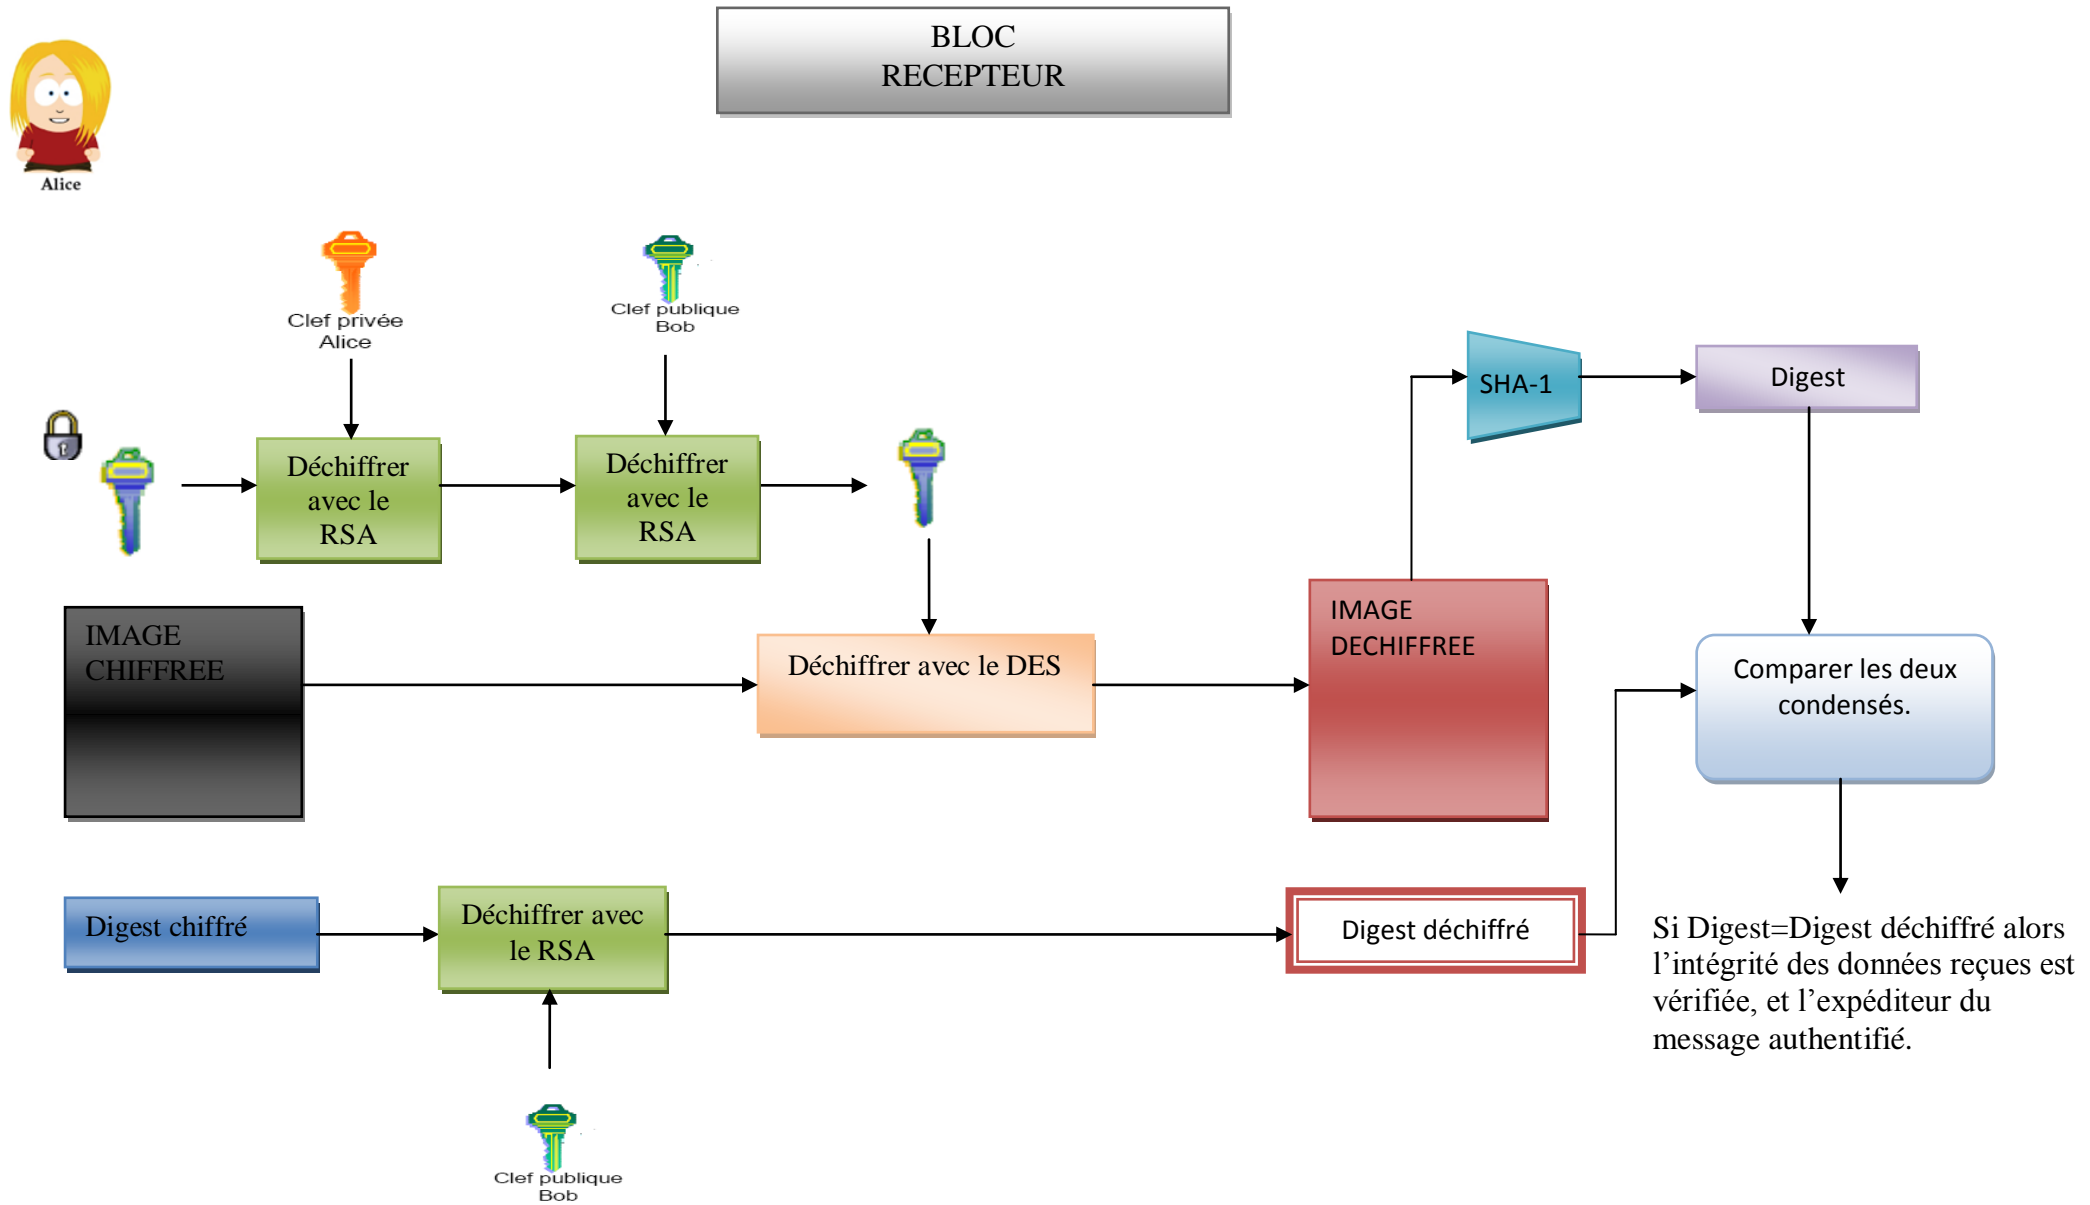 BLOC
RECEPTEUR
Alice
Clef privée
Alice
Clef publique
Bob
SHA-1
Digest
Déchiffrer
avec le
RSA
Déchiffrer
avec le
RSA
IMAGE
CHIFFREE
Déchiffrer avec le DES
IMAGE
DECHIFFREE
Comparer les deux
condensés.
Digest chiffré
Déchiffrer avec
le RSA
Digest déchiffré
Si Digest=Digest déchiffré alors
l’intégrité des données reçues est
vérifiée, et l’expéditeur du
message authentifié.
Clef publique
Bob